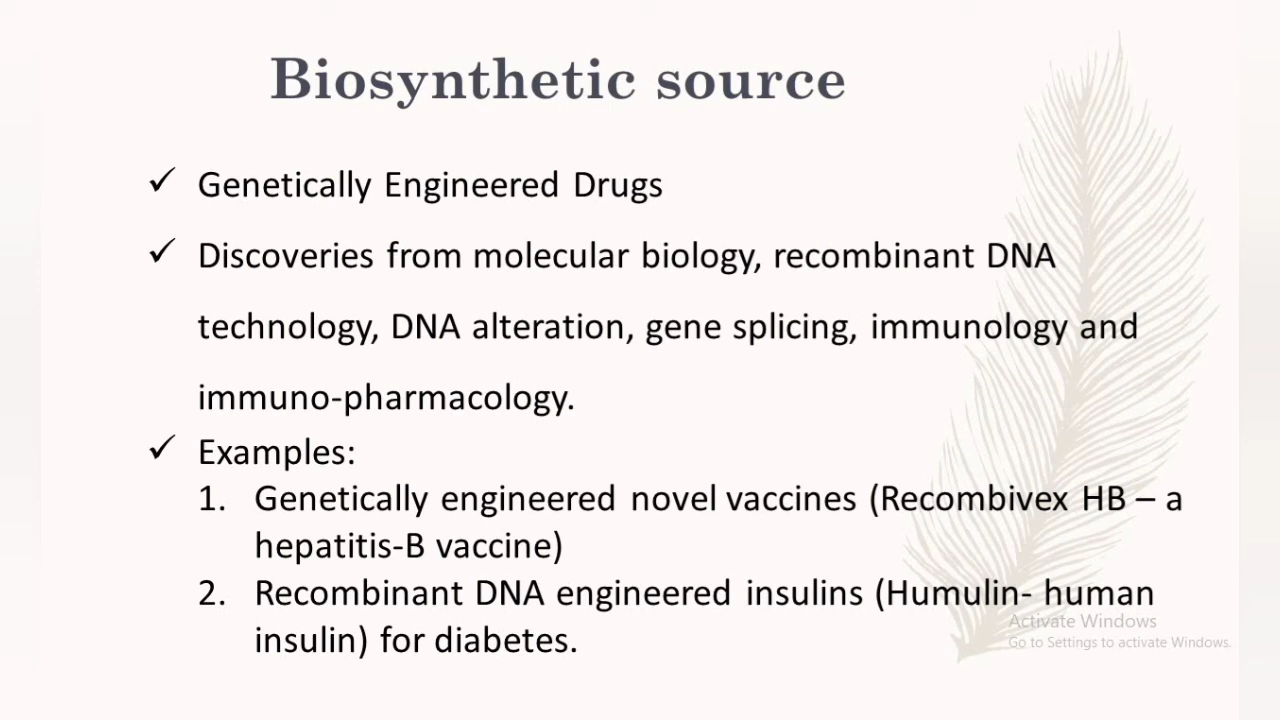 Biosynthetic source
✓ Genetically Engineered Drugs
✓ Discoveries from molecular biology, recombinant DNA
technology, DNA alteration, gene splicing, immunology and
immuno-pharmacology.
✓ Examples:
1. Genetically engineered novel vaccines (Recombivex HB – a
hepatitis-B vaccine)
2. Recombinant DNA engineered insulins (Humulin- human
insulin) for diabetes.
Activate Windows
Go to Settings to activate Windows.